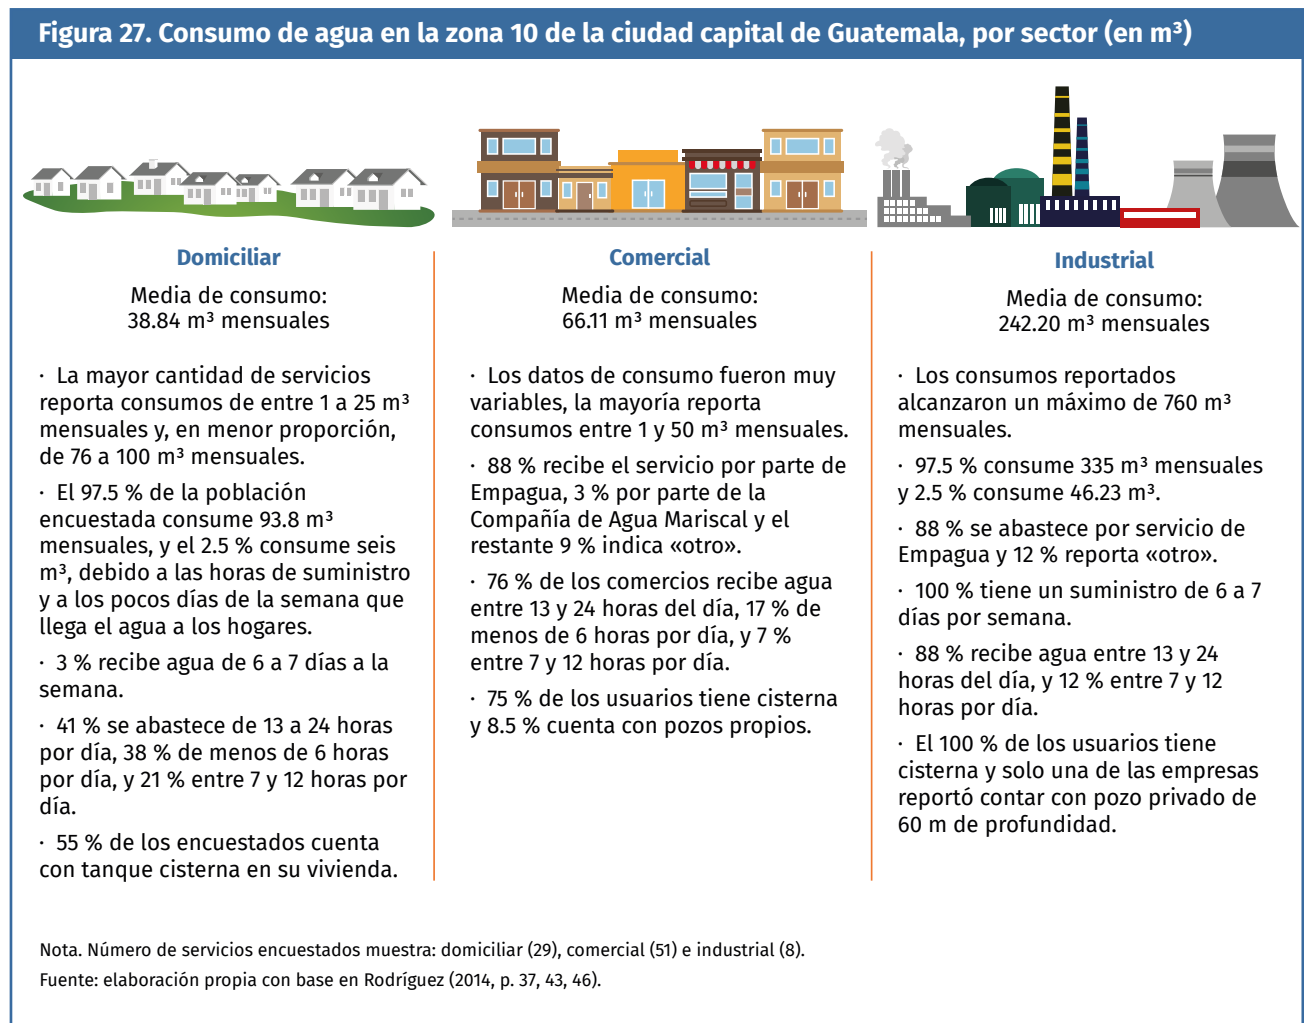 Figura 27. Consumo de agua en la zona 10 de la ciudad capital de Guatemala, por sector (en m³)
Domiciliar
Media de consumo:
38.84 m³ mensuales
· La mayor cantidad de servicios
reporta consumos de entre 1 a 25 m³
mensuales y, en menor proporción,
de 76 a 100 m³ mensuales.
· El 97.5 % de la población
encuestada consume 93.8 m³
mensuales, y el 2.5 % consume seis
m³, debido a las horas de suministro
y a los pocos días de la semana que
llega el agua a los hogares.
· 3 % recibe agua de 6 a 7 días a la
semana.
· 41 % se abastece de 13 a 24 horas
por día, 38 % de menos de 6 horas
por día, y 21 % entre 7 y 12 horas por
día.
· 55 % de los encuestados cuenta
con tanque cisterna en su vivienda.
Comercial
Media de consumo:
66.11 m³ mensuales
· Los datos de consumo fueron muy
variables, la mayoría reporta
consumos entre 1 y 50 m³ mensuales.
· 88 % recibe el servicio por parte de
Empagua, 3 % por parte de la
Compañía de Agua Mariscal y el
restante 9 % indica «otro».
· 76 % de los comercios recibe agua
entre 13 y 24 horas del día, 17 % de
menos de 6 horas por día, y 7 %
entre 7 y 12 horas por día.
· 75 % de los usuarios tiene cisterna
y 8.5 % cuenta con pozos propios.
Industrial
Media de consumo:
242.20 m³ mensuales
· Los consumos reportados
alcanzaron un máximo de 760 m³
mensuales.
· 97.5 % consume 335 m³ mensuales
y 2.5 % consume 46.23 m³.
· 88 % se abastece por servicio de
Empagua y 12 % reporta «otro».
· 100 % tiene un suministro de 6 a 7
días por semana.
· 88 % recibe agua entre 13 y 24
horas del día, y 12 % entre 7 y 12
horas por día.
· El 100 % de los usuarios tiene
cisterna y solo una de las empresas
reportó contar con pozo privado de
60 m de profundidad.
Nota. Número de servicios encuestados muestra: domiciliar (29), comercial (51) e industrial (8).
Fuente: elaboración propia con base en Rodríguez (2014, p. 37, 43, 46).